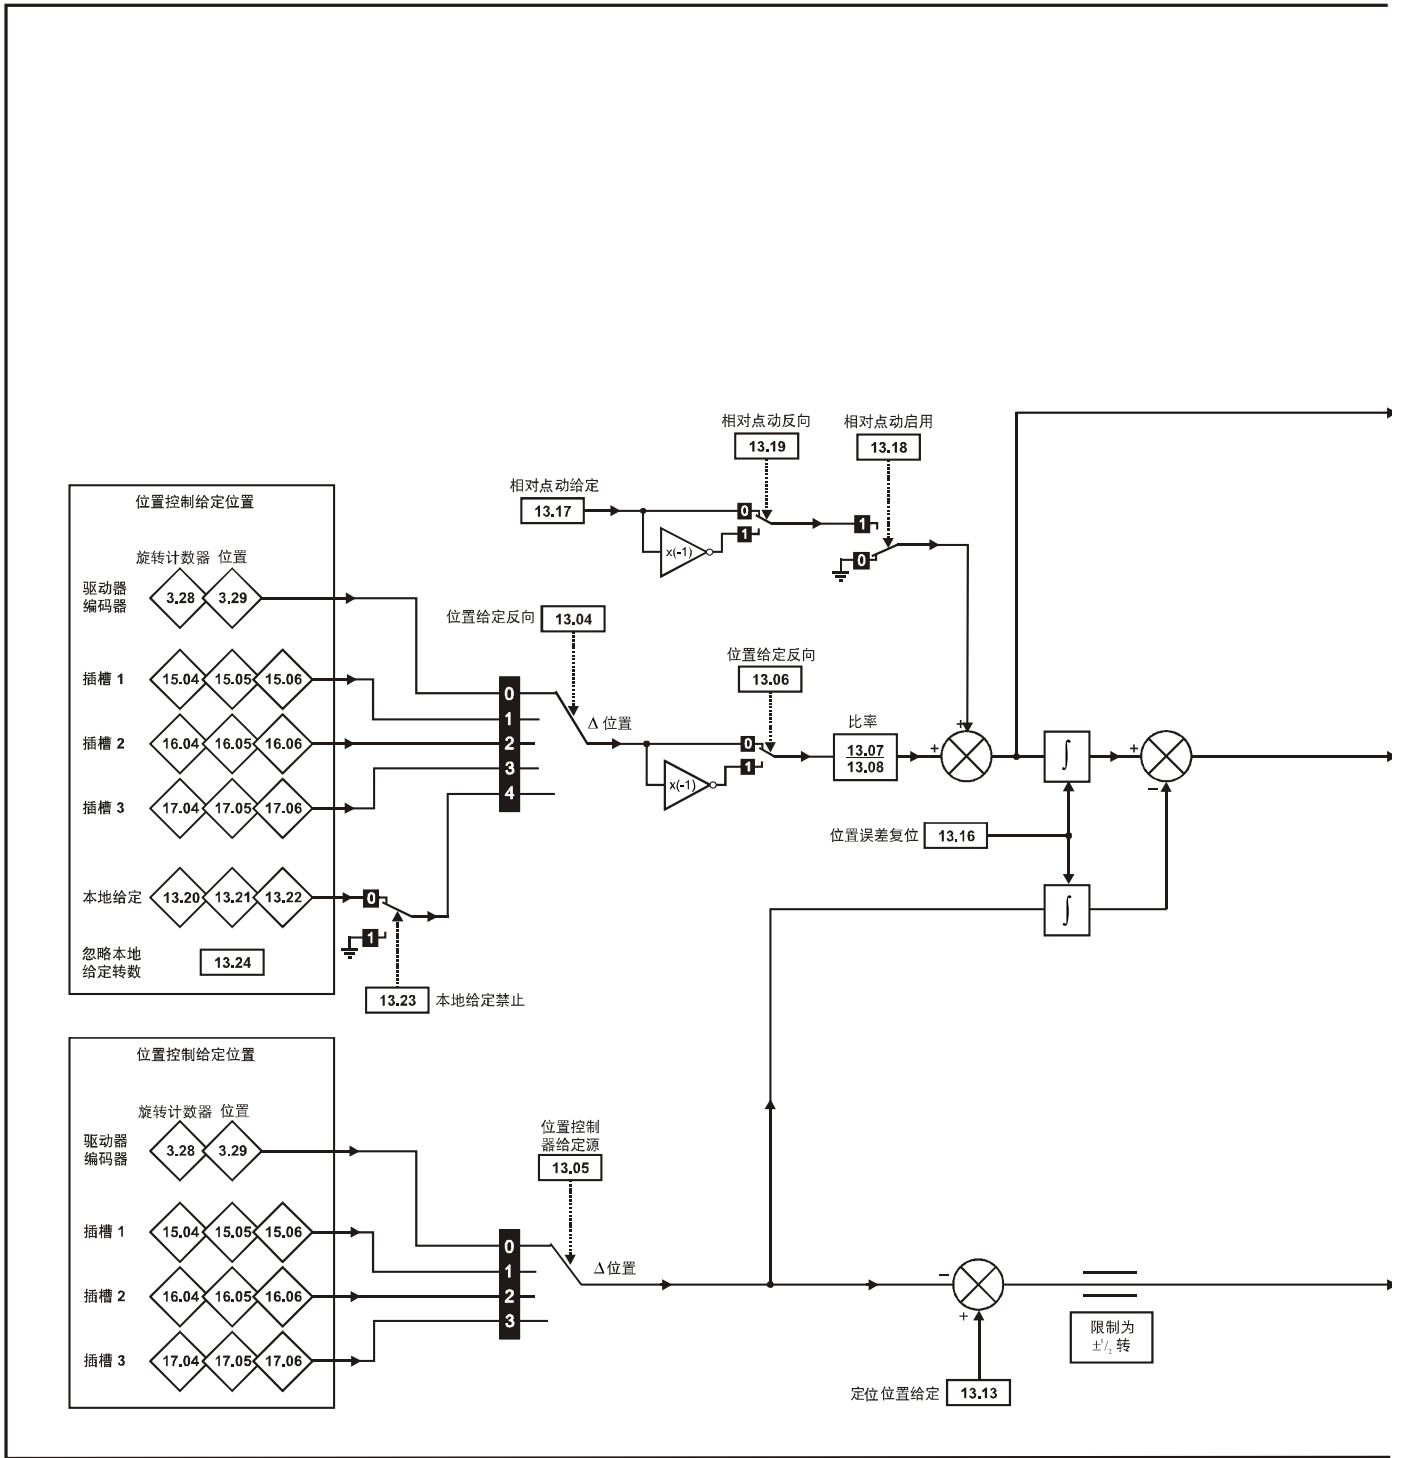 相对点动反向
13.19
相对点动启用
13.18
相对点动给定
13.17
0
1
x(-1)
1
0
位置控制给定位置
旋转计数器 位置
驱动器
编码器
3.28 3.29
插槽 1
15.04 15.05 15.06
插槽 2
16.04 16.05 16.06
插槽 3
17.04 17.05 17.06
本地给定
13.20 13.21 13.22
忽略本地
给定转数
13.24
0
1
13.23 本地给定禁止
0
1
2
3
4
位置给定反向
13.04
Δ 位置
x(-1)
位置给定反向
13.06
0
1
比率
13.07
13.08
+
+
∫
+
−
位置误差复位
13.16
∫
位置控制给定位置
旋转计数器 位置
驱动器
编码器
3.28 3.29
插槽 1
15.04 15.05 15.06
插槽 2
16.04 16.05 16.06
插槽 3
17.04 17.05 17.06
0
1
2
3
位置控制
器给定源
13.05
Δ 位置
−
+
定位位置给定
13.13
限制为
转